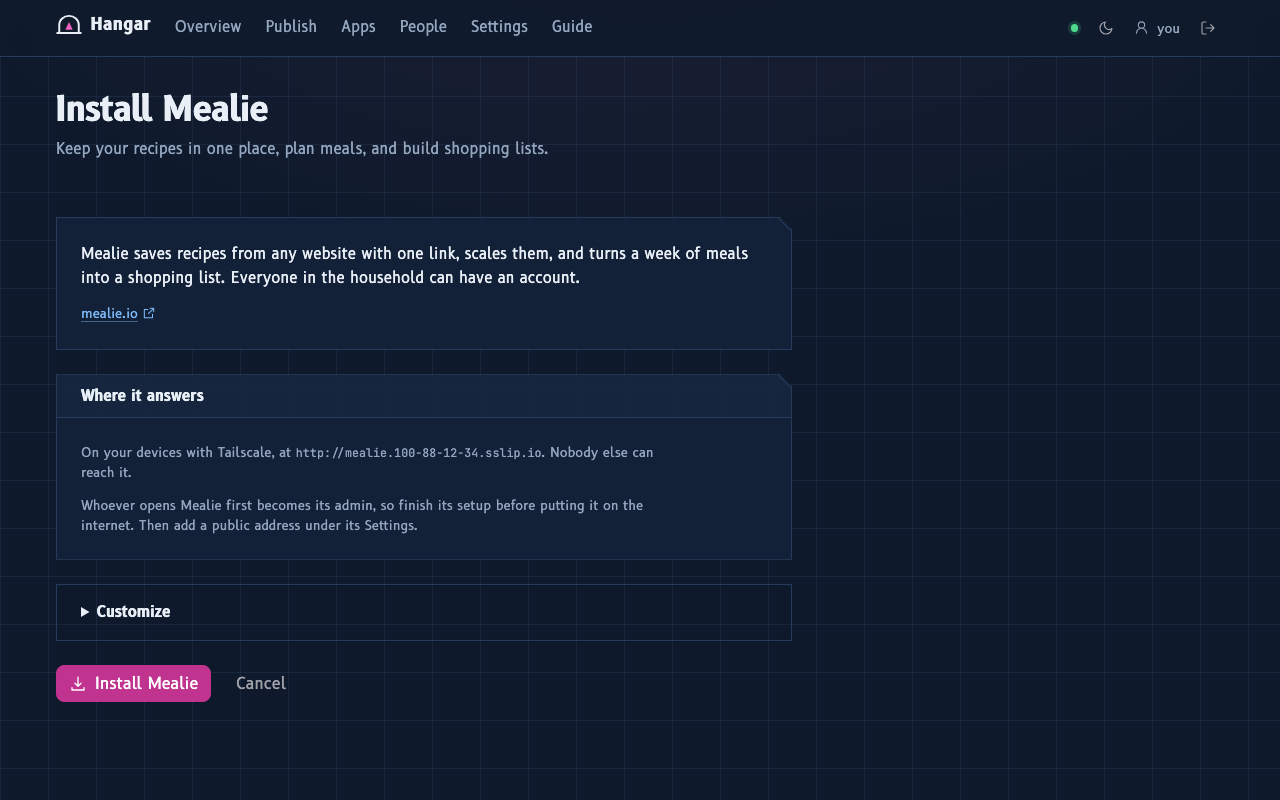 Hangar
Overview
Publish
Apps
People
Settings
Guide
you
Install Mealie
Keep your recipes in one place, plan meals, and build shopping lists.
Mealie saves recipes from any website with one link, scales them, and turns a week of meals
into a shopping list. Everyone in the household can have an account.
mealie.io
Where it answers
On your devices with Tailscale, at http://mealie.100-88-12-34.sslip.io. Nobody else can
reach it.
Whoever opens Mealie first becomes its admin, so finish its setup before putting it on the
internet. Then add a public address under its Settings.
Customize
Install Mealie
Cancel